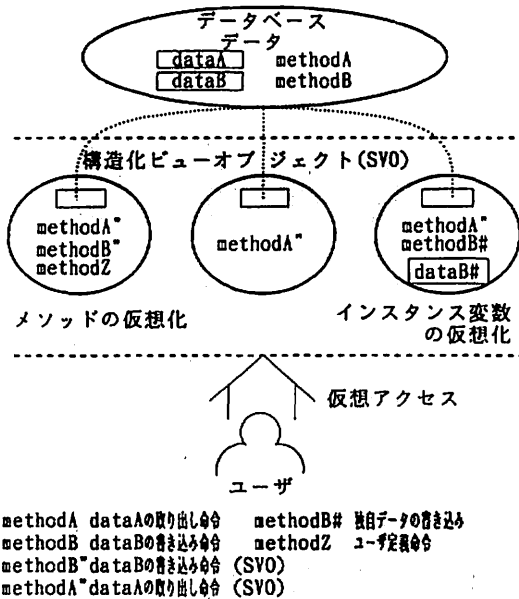 データベース
データ
dataA methodA
dataB methodB
構造化ビューオブジェクト(SVO)
methodA"
methodB"
methodZ
methodA"
methodA"
methodB#
dataB#
メソッドの仮想化
インスタンス変数
の仮想化
仮想アクセス
ユーザ
methodA dataAの取り出し命令 methodB# 独自データの書き込み
methodB dataBの書き込み命令 methodZ ユーザ定義命令
methodB"dataBの書き込み命令 (SVO)
methodA"dataAの取り出し命令 (SVO)